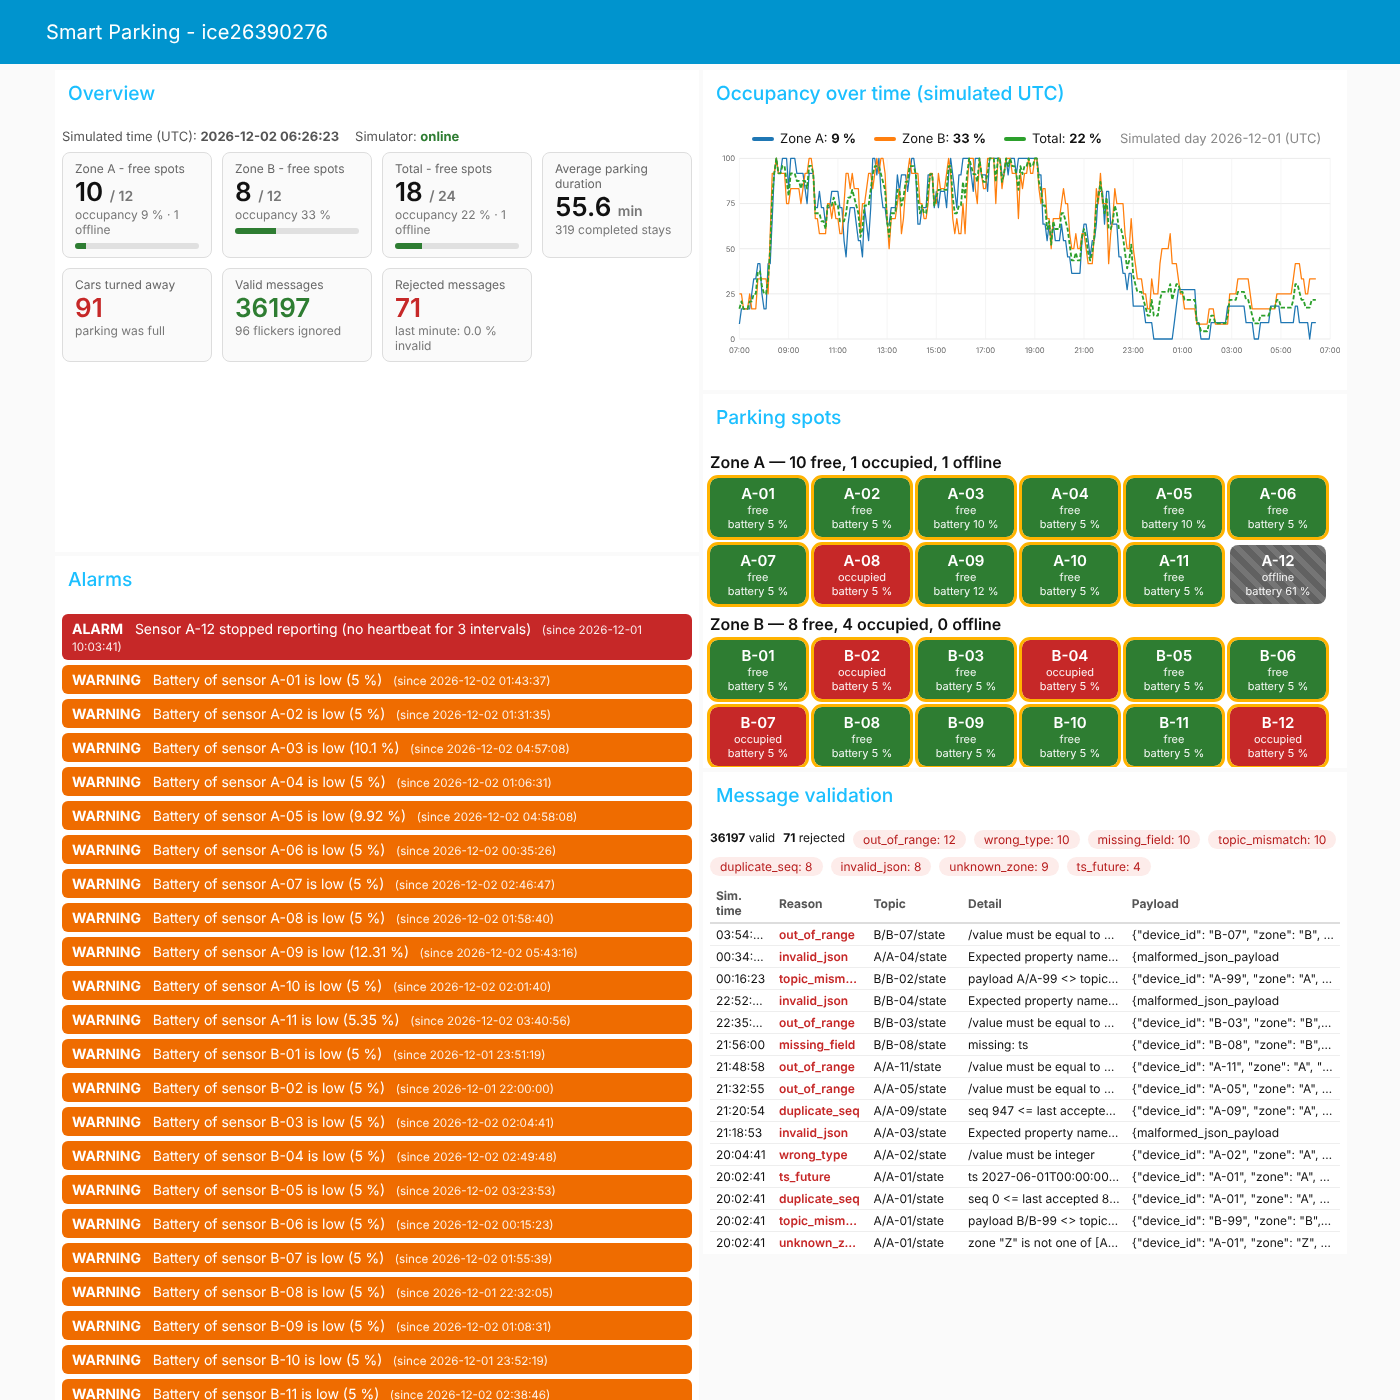 Smart Parking - ice26390276
Overview
Simulated time (UTC): 2026-12-02 06:26:23 Simulator: online
Zone A - free spots
10 / 12
occupancy 9 % · 1
offline
Zone B - free spots
8 / 12
occupancy 33 %
Total - free spots
18 / 24
occupancy 22 % · 1
offline
Average parking
duration
55.6 min
319 completed stays
Cars turned away
91
parking was full
Valid messages
36197
96 flickers ignored
Rejected messages
71
last minute: 0.0 %
invalid
Alarms
ALARM Sensor A-12 stopped reporting (no heartbeat for 3 intervals) (since 2026-12-01
10:03:41)
WARNING Battery of sensor A-01 is low (5 %) (since 2026-12-02 01:43:37)
WARNING Battery of sensor A-02 is low (5 %) (since 2026-12-02 01:31:35)
WARNING Battery of sensor A-03 is low (10.1 %) (since 2026-12-02 04:57:08)
WARNING Battery of sensor A-04 is low (5 %) (since 2026-12-02 01:06:31)
WARNING Battery of sensor A-05 is low (9.92 %) (since 2026-12-02 04:58:08)
WARNING Battery of sensor A-06 is low (5 %) (since 2026-12-02 00:35:26)
WARNING Battery of sensor A-07 is low (5 %) (since 2026-12-02 02:46:47)
WARNING Battery of sensor A-08 is low (5 %) (since 2026-12-02 01:58:40)
WARNING Battery of sensor A-09 is low (12.31 %) (since 2026-12-02 05:43:16)
WARNING Battery of sensor A-10 is low (5 %) (since 2026-12-02 02:01:40)
WARNING Battery of sensor A-11 is low (5.35 %) (since 2026-12-02 03:40:56)
WARNING Battery of sensor B-01 is low (5 %) (since 2026-12-01 23:51:19)
WARNING Battery of sensor B-02 is low (5 %) (since 2026-12-01 22:00:00)
WARNING Battery of sensor B-03 is low (5 %) (since 2026-12-02 02:04:41)
WARNING Battery of sensor B-04 is low (5 %) (since 2026-12-02 02:49:48)
WARNING Battery of sensor B-05 is low (5 %) (since 2026-12-02 03:23:53)
WARNING Battery of sensor B-06 is low (5 %) (since 2026-12-02 00:15:23)
WARNING Battery of sensor B-07 is low (5 %) (since 2026-12-02 01:55:39)
WARNING Battery of sensor B-08 is low (5 %) (since 2026-12-01 22:32:05)
WARNING Battery of sensor B-09 is low (5 %) (since 2026-12-02 01:08:31)
WARNING Battery of sensor B-10 is low (5 %) (since 2026-12-01 23:52:19)
WARNING Battery of sensor B-11 is low (5 %) (since 2026-12-02 02:38:46)
Occupancy over time (simulated UTC)
Zone A: 9 % Zone B: 33 % Total: 22 % Simulated day 2026-12-01 (UTC)
100
75
50
25
0
07:00 09:00 11:00 13:00 15:00 17:00 19:00 21:00 23:00 01:00 03:00 05:00 07:00
Parking spots
Zone A — 10 free, 1 occupied, 1 offline
A-01 A-02 A-03 A-04 A-05 A-06
free free free free free free
battery 5 % battery 5 % battery 10 % battery 5 % battery 10 % battery 5 %
A-07 A-08 A-09 A-10 A-11 A-12
free occupied free free free offline
battery 5 % battery 5 % battery 12 % battery 5 % battery 5 % battery 61 %
Zone B — 8 free, 4 occupied, 0 offline
B-01 B-02 B-03 B-04 B-05 B-06
free occupied free occupied free free
battery 5 % battery 5 % battery 5 % battery 5 % battery 5 % battery 5 %
B-07 B-08 B-09 B-10 B-11 B-12
occupied free free free free occupied
battery 5 % battery 5 % battery 5 % battery 5 % battery 5 % battery 5 %
Message validation
36197 valid 71 rejected out_of_range: 12 wrong_type: 10 missing_field: 10 topic_mismatch: 10
duplicate_seq: 8 invalid_json: 8 unknown_zone: 9 ts_future: 4
Sim.
time Reason Topic Detail Payload
03:54:... out_of_range B/B-07/state /value must be equal to ... {"device_id": "B-07", "zone": "B", ...
00:34:... invalid_json A/A-04/state Expected property name... {malformed_json_payload
00:16:23 topic_mism... B/B-02/state payload A/A-99 <> topic... {"device_id": "A-99", "zone": "A", ...
22:52:... invalid_json B/B-04/state Expected property name... {malformed_json_payload
22:35:... out_of_range B/B-03/state /value must be equal to ... {"device_id": "B-03", "zone": "B",...
21:56:00 missing_field B/B-08/state missing: ts {"device_id": "B-08", "zone": "B",...
21:48:58 out_of_range A/A-11/state /value must be equal to ... {"device_id": "A-11", "zone": "A", "...
21:32:55 out_of_range A/A-05/state /value must be equal to ... {"device_id": "A-05", "zone": "A", ...
21:20:54 duplicate_seq A/A-09/state seq 947 <= last accepte... {"device_id": "A-09", "zone": "A", ...
21:18:53 invalid_json A/A-03/state Expected property name... {malformed_json_payload
20:04:41 wrong_type A/A-02/state /value must be integer {"device_id": "A-02", "zone": "A", ...
20:02:41 ts_future A/A-01/state ts 2027-06-01T00:00:00... {"device_id": "A-01", "zone": "A", ...
20:02:41 duplicate_seq A/A-01/state seq 0 <= last accepted 8... {"device_id": "A-01", "zone": "A", ...
20:02:41 topic_mism... A/A-01/state payload B/B-99 <> topic... {"device_id": "B-99", "zone": "B",...
20:02:41 unknown_z... A/A-01/state zone "Z" is not one of [A... {"device_id": "A-01", "zone": "Z", ...